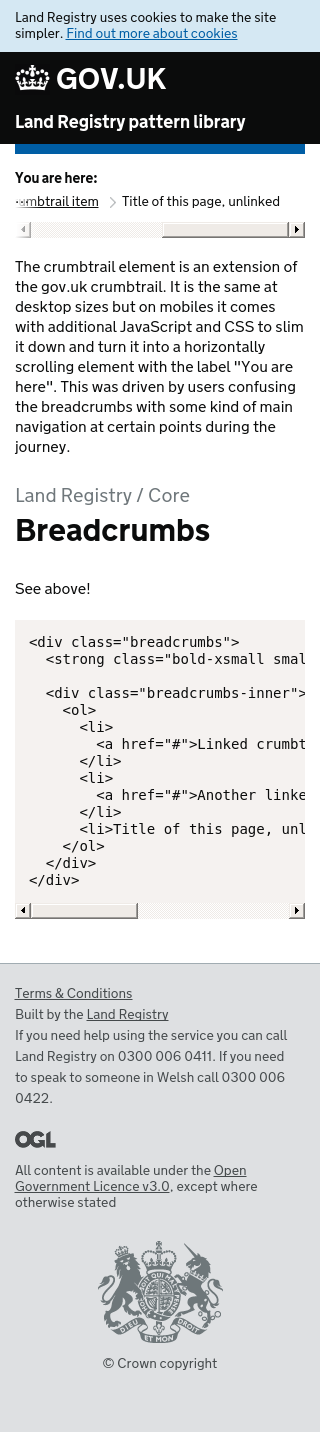 Land Registry uses cookies to make the site
simpler. Find out more about cookies
GOV.UK
Land Registry pattern library
You are here:
mbtrail item Title of this page, unlinked
The crumbtrail element is an extension of
the gov.uk crumbtrail. It is the same at
desktop sizes but on mobiles it comes
with additional JavaScript and CSS to slim
it down and turn it into a horizontally
scrolling element with the label "You are
here". This was driven by users confusing
the breadcrumbs with some kind of main
navigation at certain points during the
journey.
Land Registry / Core
Breadcrumbs
See above!
<div class="breadcrumbs">
<strong class="bold-xsmall smal
<div class="breadcrumbs-inner">
<ol>
<li>
<a href="#">Linked crumbt
</li>
<li>
<a href="#">Another linke
</li>
<li>Title of this page, unl
</ol>
</div>
</div>
Terms & Conditions
Built by the Land Registry
If you need help using the service you can call
Land Registry on 0300 006 0411. If you need
to speak to someone in Welsh call 0300 006
0422.
OGL
All content is available under the Open
Government Licence v3.0, except where
otherwise stated
DIEU ET MON DROIT
© Crown copyright